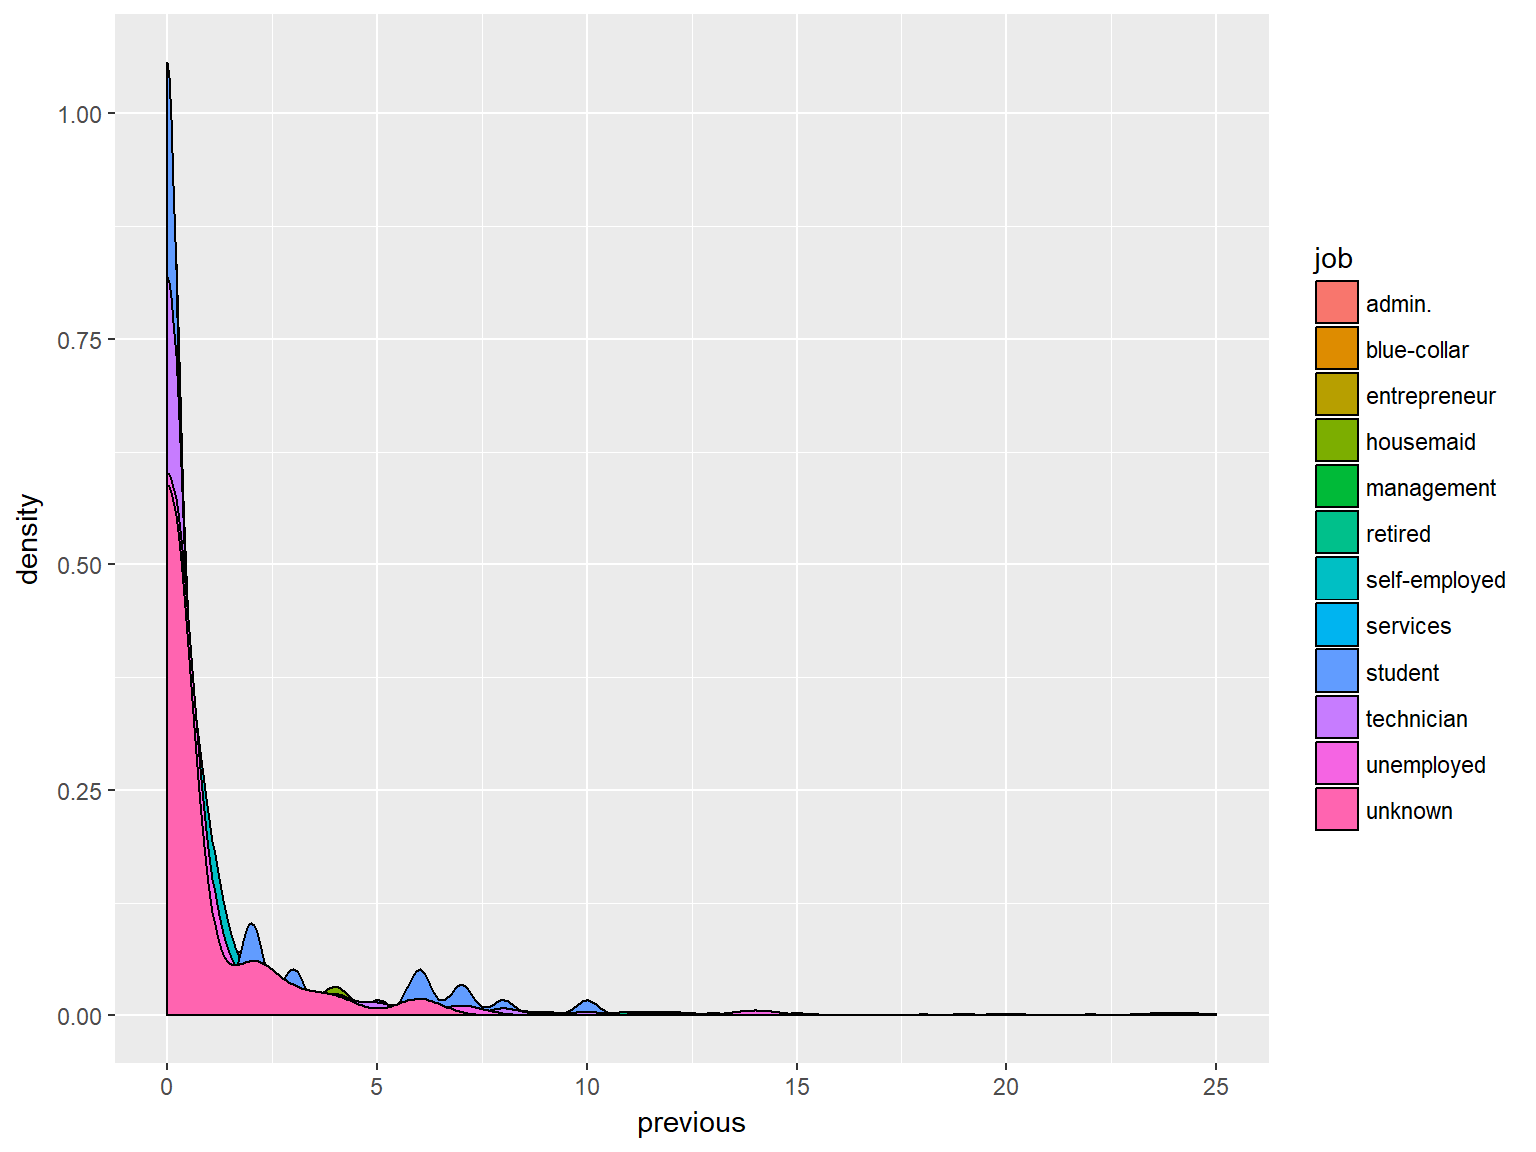 1.00
0.75
0.50
0.25
0.00
density
0
5
10
15
20
25
previous
job
admin.
blue-collar
entrepreneur
housemaid
management
retired
self-employed
services
student
technician
unemployed
unknown